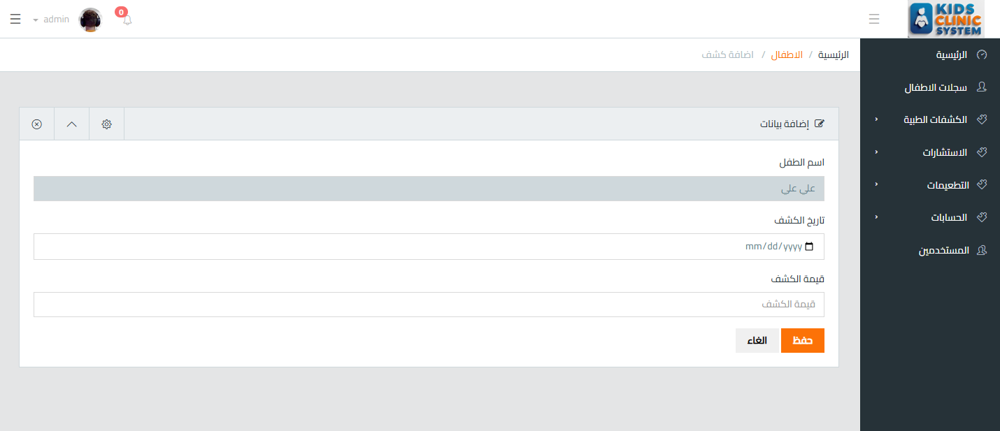 KIDS
CLINIC
SYSTEM
admin
0
الرئيسية / الاطفال / اضافة كشف
الرئيسية
سجلات الاطفال
الكشفات الطبية
الاستشارات
التطعيمات
الحسابات
المستخدمين
إضافة بيانات
اسم الطفل
علي علي
تاريخ الكشف
mm/dd/yyyy
قيمة الكشف
قيمة الكشف
حفظ
الغاء